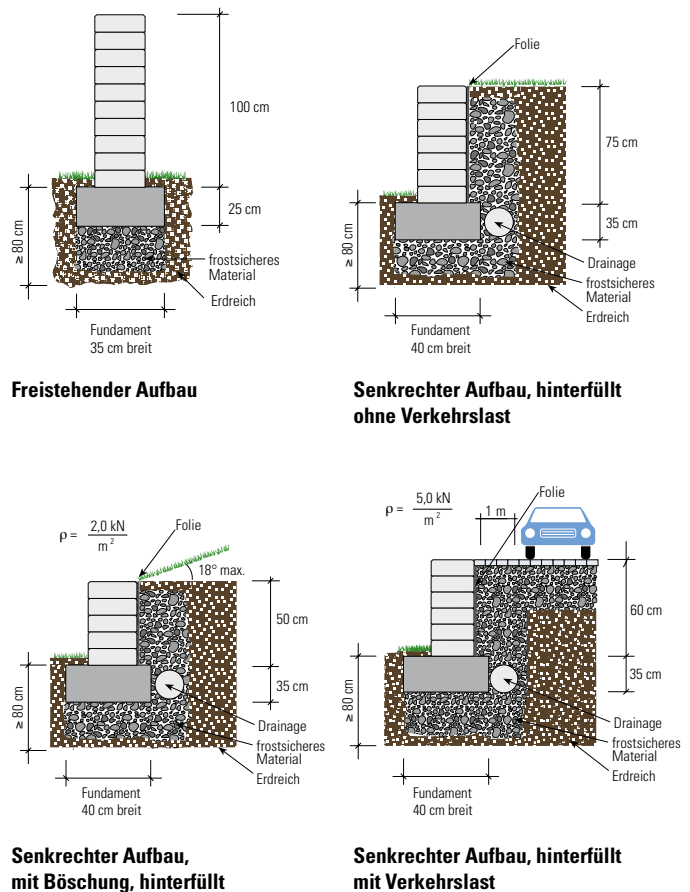 100 cm
25 cm
≥ 80 cm
frostsicheres
Material
Erdreich
Fundament
35 cm breit
Freistehender Aufbau
Folie
75 cm
35 cm
≥ 80 cm
Drainage
frostsicheres
Material
Erdreich
Fundament
40 cm breit
Senkrechter Aufbau, hinterfüllt
ohne Verkehrslast
ρ = 2,0 kN
m²
Folie
18° max.
50 cm
35 cm
≥ 80 cm
Drainage
frostsicheres
Material
Erdreich
Fundament
40 cm breit
Senkrechter Aufbau,
mit Böschung, hinterfüllt
ρ = 5,0 kN
m²
1 m
Folie
60 cm
35 cm
≥ 80 cm
Drainage
frostsicheres
Material
Erdreich
Fundament
40 cm breit
Senkrechter Aufbau, hinterfüllt
mit Verkehrslast